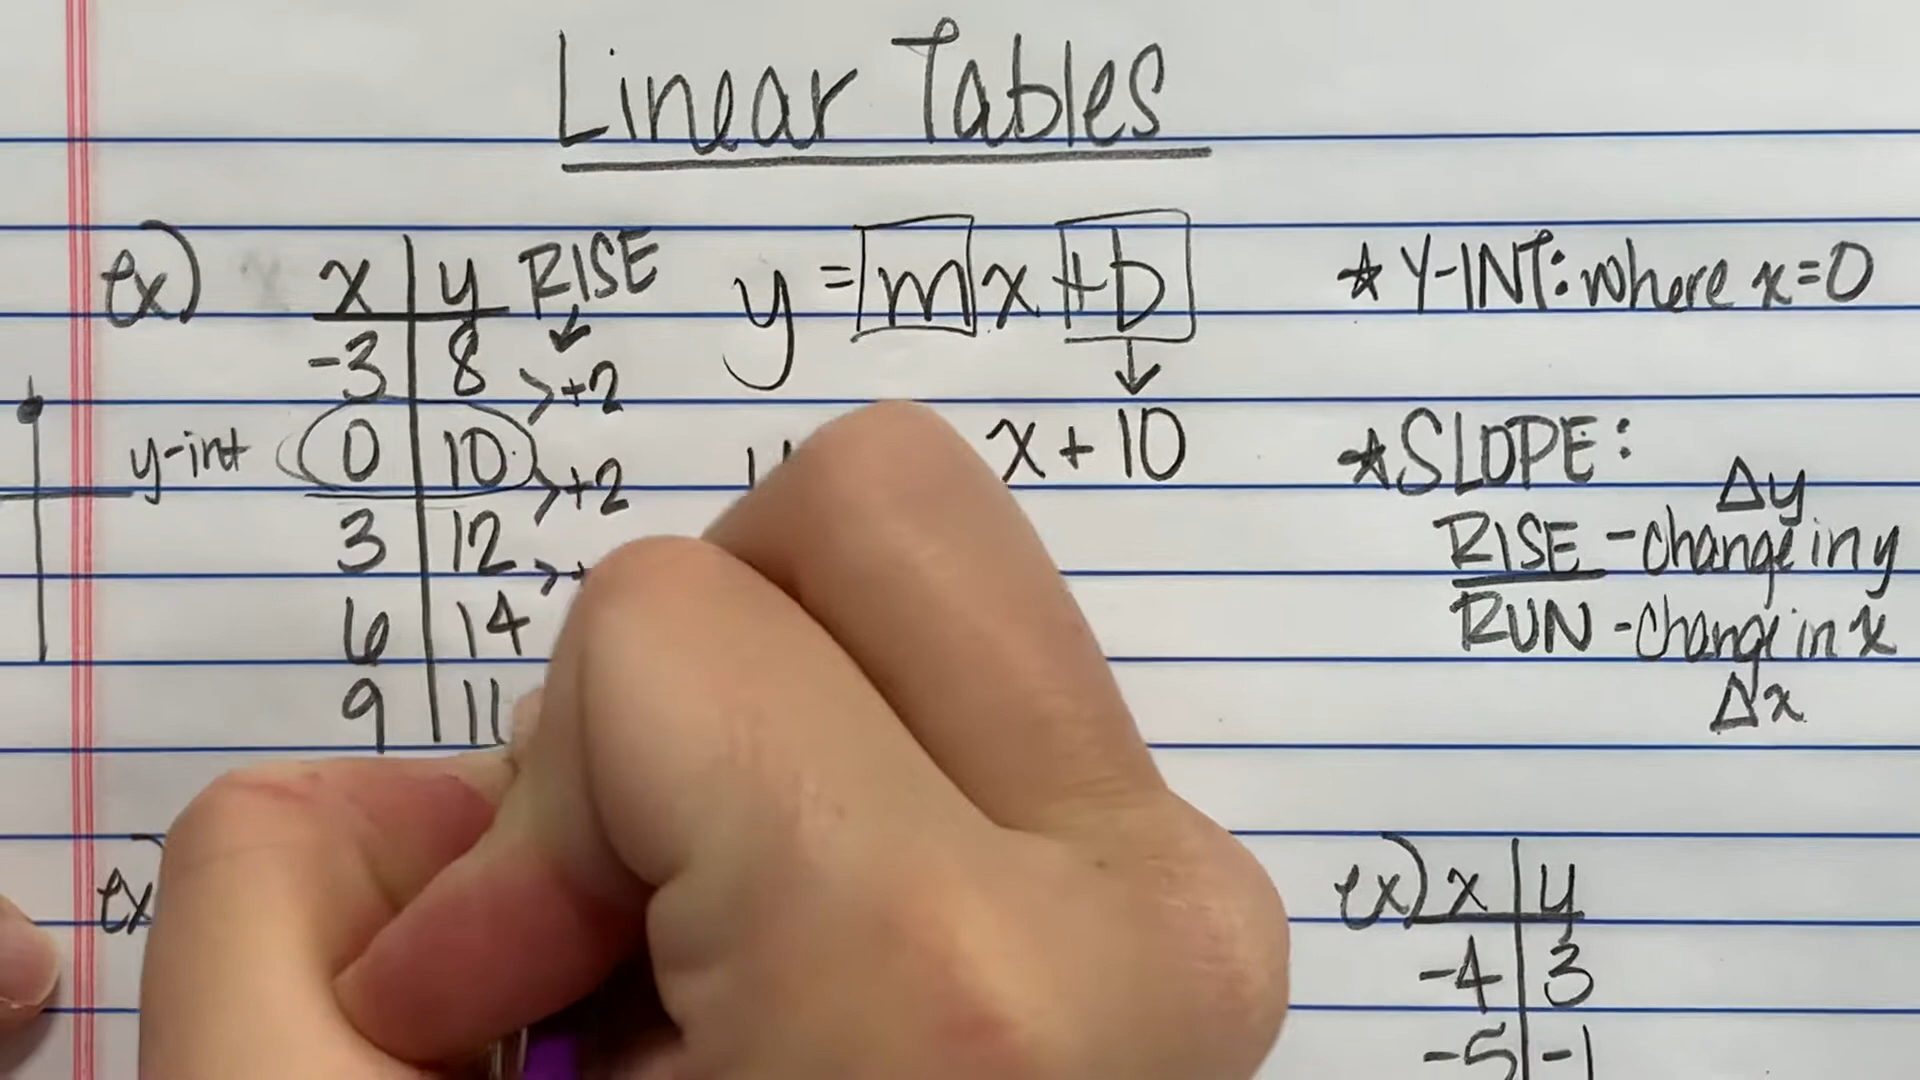 Linear Tables
ex) x | y RISE
-3 | 8 > +2
y-int 0 | 10 > +2
3 | 12 > +
6 | 14
9
y = mx + b
x + 10
★ Y-INT: where x=0
★ SLOPE:
Δy
RISE - change in y
RUN - change in x
Δx
ex)
ex) x | y
-4 | 3
-5 | -1